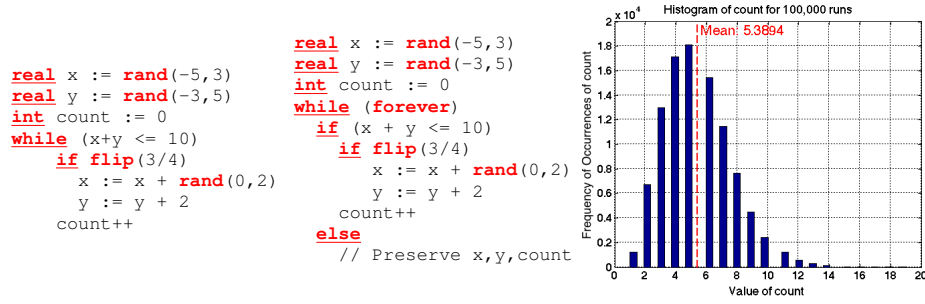 real x := rand(-5,3)
real y := rand(-3,5)
int count := 0
while (x+y <= 10)
if flip(3/4)
x := x + rand(0,2)
y := y + 2
count++
real x := rand(-5,3)
real y := rand(-3,5)
int count := 0
while (forever)
if (x + y <= 10)
if flip(3/4)
x := x + rand(0,2)
y := y + 2
count++
else
// Preserve x,y,count
Histogram of count for 100,000 runs
x 10^4
Mean: 5.3894
Frequency of Occurrences of count
2
1.8
1.6
1.4
1.2
1
0.8
0.6
0.4
0.2
0
0 2 4 6 8 10 12 14 16 18 20
Value of count